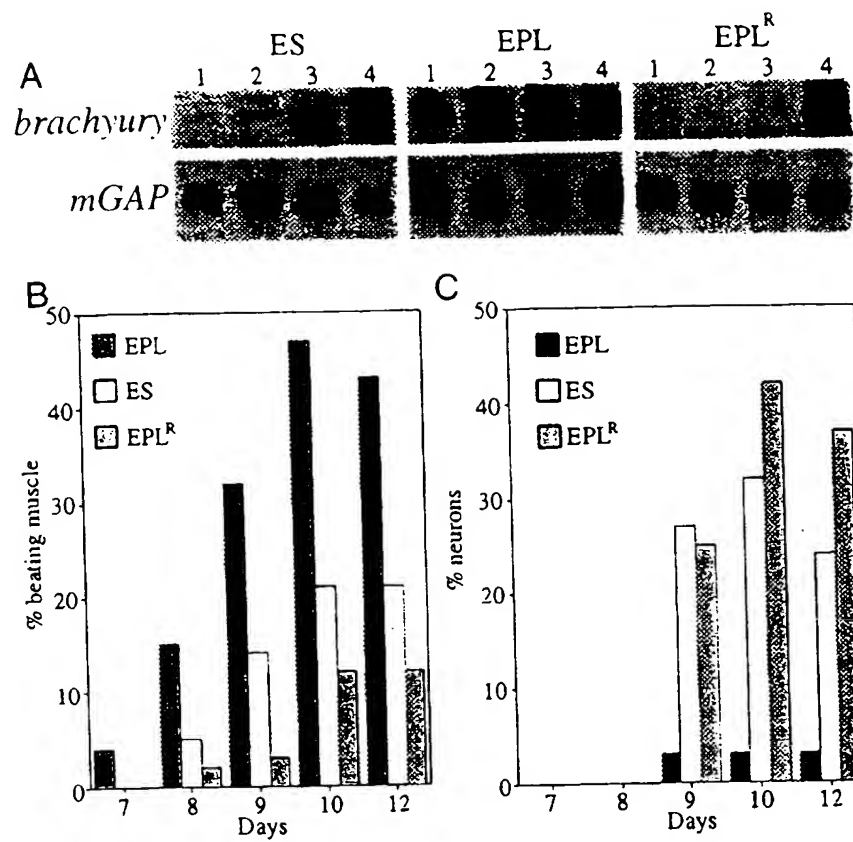 ES EPL EPL^R
A 1 2 3 4 1 2 3 4 1 2 3 4
brachyury
mGAP
B
50
40
30
20
10
0
% beating muscle
EPL
ES
EPL^R
7 8 9 10 12
Days
C
50
40
30
20
10
0
% neurons
EPL
ES
EPL^R
7 8 9 10 12
Days